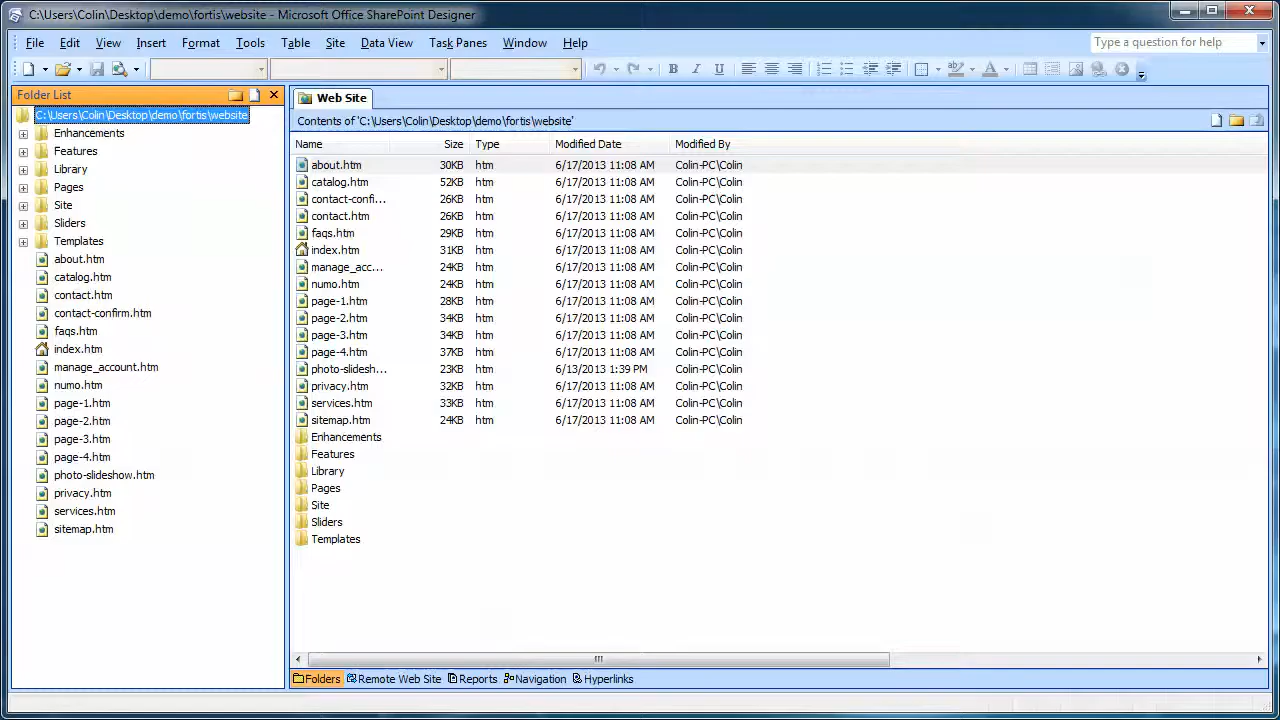 C:\Users\Colin\Desktop\demo\fortis\website - Microsoft Office SharePoint Designer
File Edit View Insert Format Tools Table Site Data View Task Panes Window Help
Type a question for help
B I U A
Folder List
C:\Users\Colin\Desktop\demo\fortis\website
Enhancements
Features
Library
Pages
Site
Sliders
Templates
about.htm
catalog.htm
contact.htm
contact-confirm.htm
faqs.htm
index.htm
manage_account.htm
numo.htm
page-1.htm
page-2.htm
page-3.htm
page-4.htm
photo-slideshow.htm
privacy.htm
services.htm
sitemap.htm
Web Site
Contents of 'C:\Users\Colin\Desktop\demo\fortis\website'
Name Size Type Modified Date Modified By
about.htm 30KB htm 6/17/2013 11:08 AM Colin-PC\Colin
catalog.htm 52KB htm 6/17/2013 11:08 AM Colin-PC\Colin
contact-confi... 26KB htm 6/17/2013 11:08 AM Colin-PC\Colin
contact.htm 26KB htm 6/17/2013 11:08 AM Colin-PC\Colin
faqs.htm 29KB htm 6/17/2013 11:08 AM Colin-PC\Colin
index.htm 31KB htm 6/17/2013 11:08 AM Colin-PC\Colin
manage_acc... 24KB htm 6/17/2013 11:08 AM Colin-PC\Colin
numo.htm 24KB htm 6/17/2013 11:08 AM Colin-PC\Colin
page-1.htm 28KB htm 6/17/2013 11:08 AM Colin-PC\Colin
page-2.htm 34KB htm 6/17/2013 11:08 AM Colin-PC\Colin
page-3.htm 34KB htm 6/17/2013 11:08 AM Colin-PC\Colin
page-4.htm 37KB htm 6/17/2013 11:08 AM Colin-PC\Colin
photo-slidesh... 23KB htm 6/13/2013 1:39 PM Colin-PC\Colin
privacy.htm 32KB htm 6/17/2013 11:08 AM Colin-PC\Colin
services.htm 33KB htm 6/17/2013 11:08 AM Colin-PC\Colin
sitemap.htm 24KB htm 6/17/2013 11:08 AM Colin-PC\Colin
Enhancements
Features
Library
Pages
Site
Sliders
Templates
Folders Remote Web Site Reports Navigation Hyperlinks